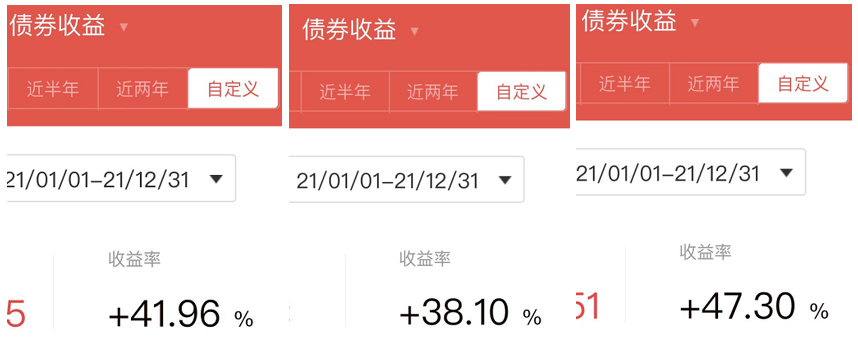 债券收益 ▼
近半年 近两年 自定义
21/01/01-21/12/31 ▼
收益率
5 +41.96 %
债券收益 ▼
近半年 近两年 自定义
21/01/01-21/12/31 ▼
收益率
+38.10 %
债券收益 ▼
近半年 近两年 自定义
21/01/01-21/12/31 ▼
收益率
51 +47.30 %